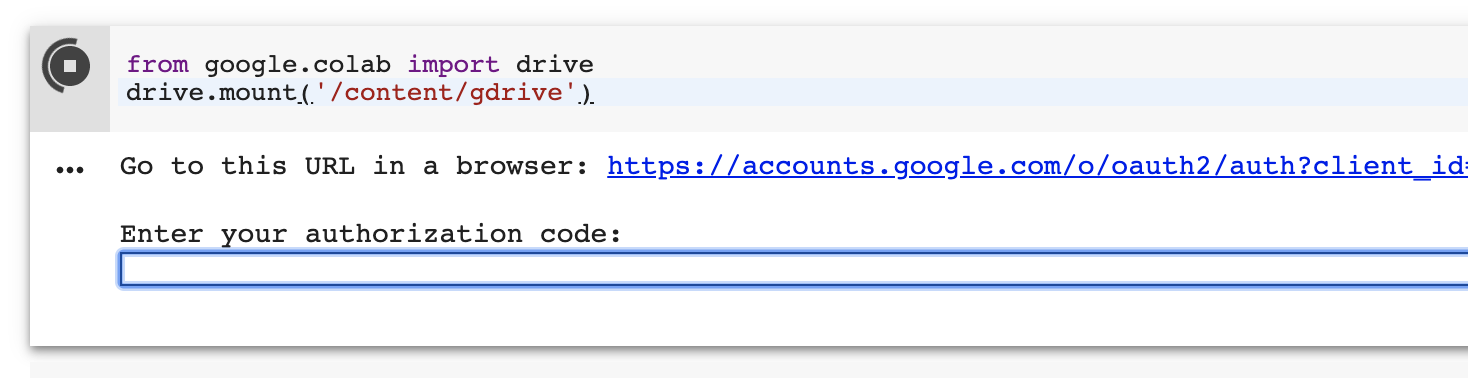 from google.colab import drive
drive.mount('/content/gdrive')
Go to this URL in a browser: https://accounts.google.com/o/oauth2/auth?client_id=
Enter your authorization code: